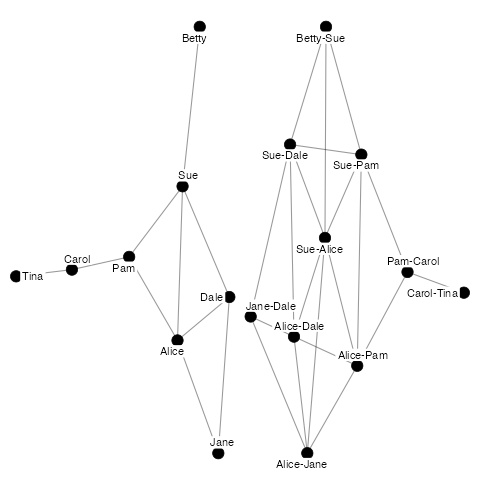 Betty
Sue
Carol
Tina
Pam
Dale
Alice
Jane
Betty-Sue
Sue-Dale
Sue-Pam
Sue-Alice
Pam-Carol
Carol-Tina
Jane-Dale
Alice-Dale
Alice-Pam
Alice-Jane